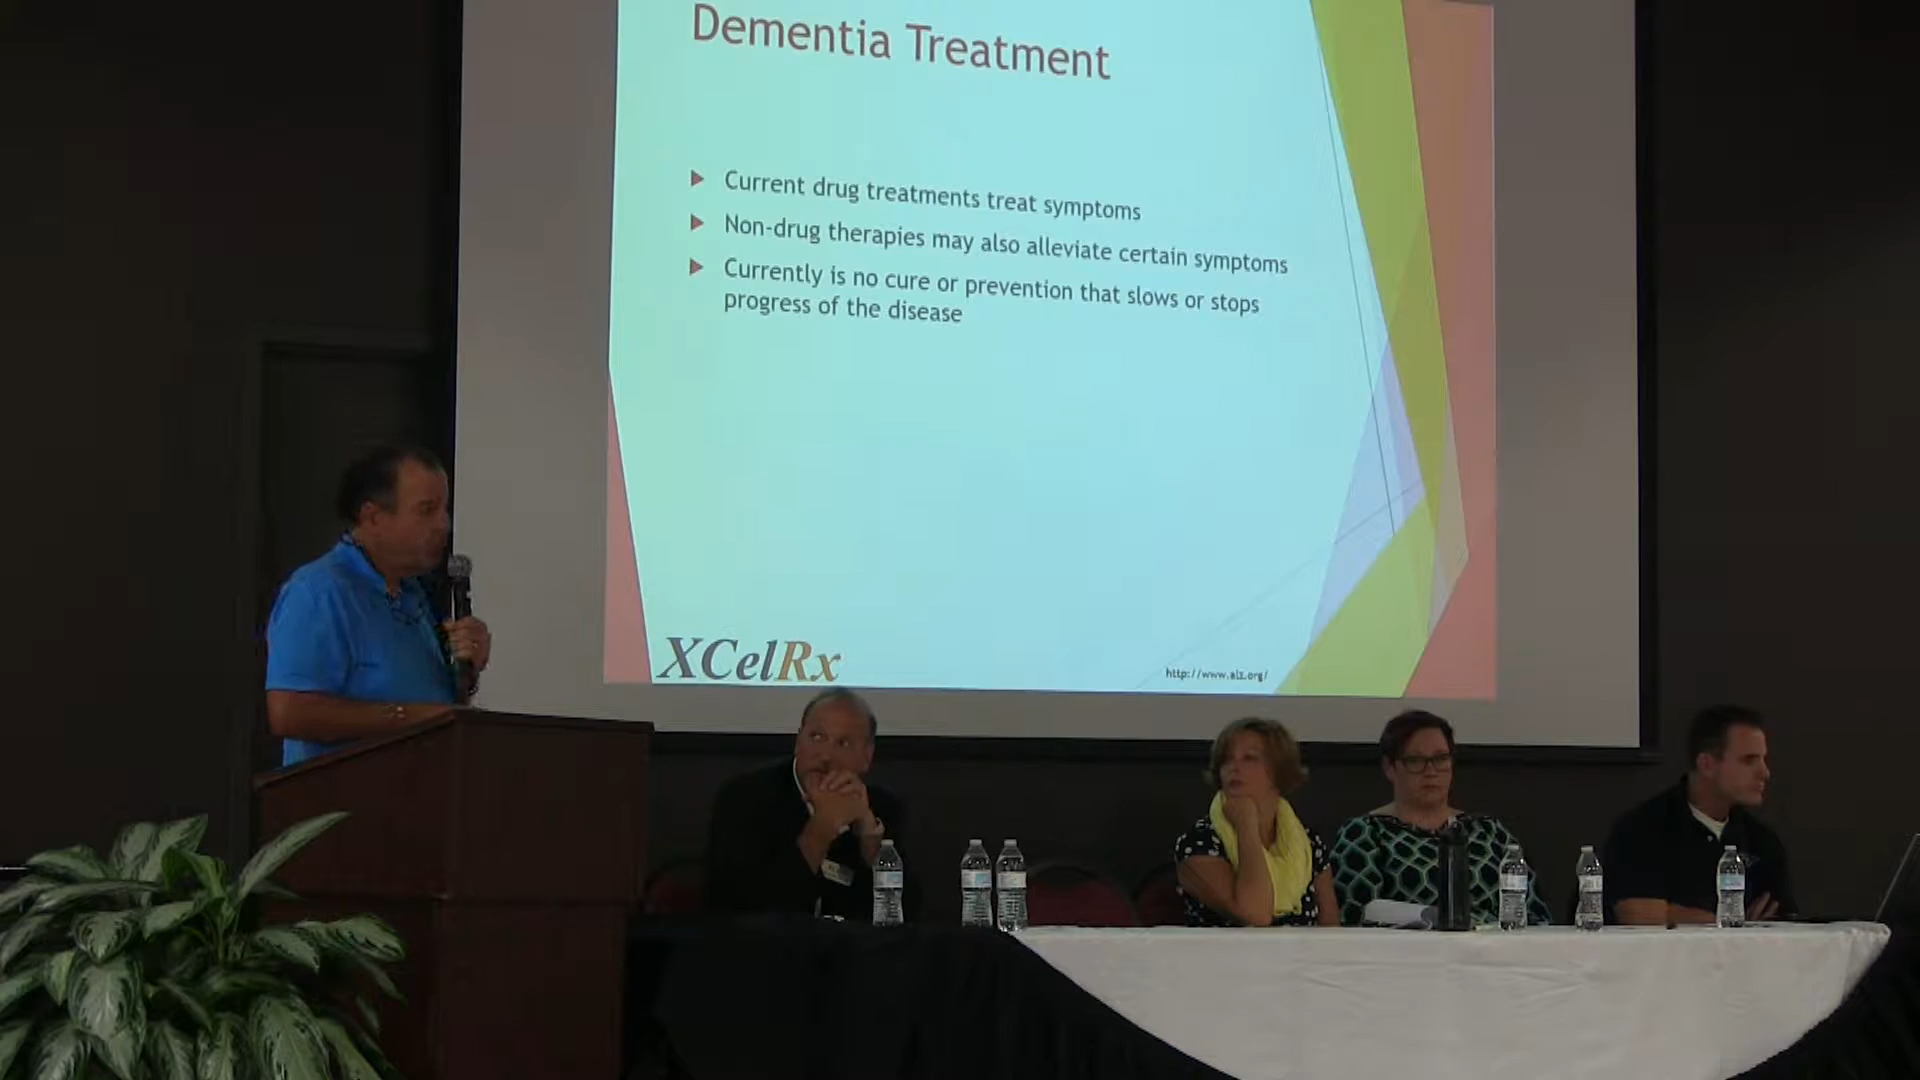 Dementia Treatment
Current drug treatments treat symptoms
Non-drug therapies may also alleviate certain symptoms
Currently is no cure or prevention that slows or stops
progress of the disease
XCelRx
http://www.alz.org/